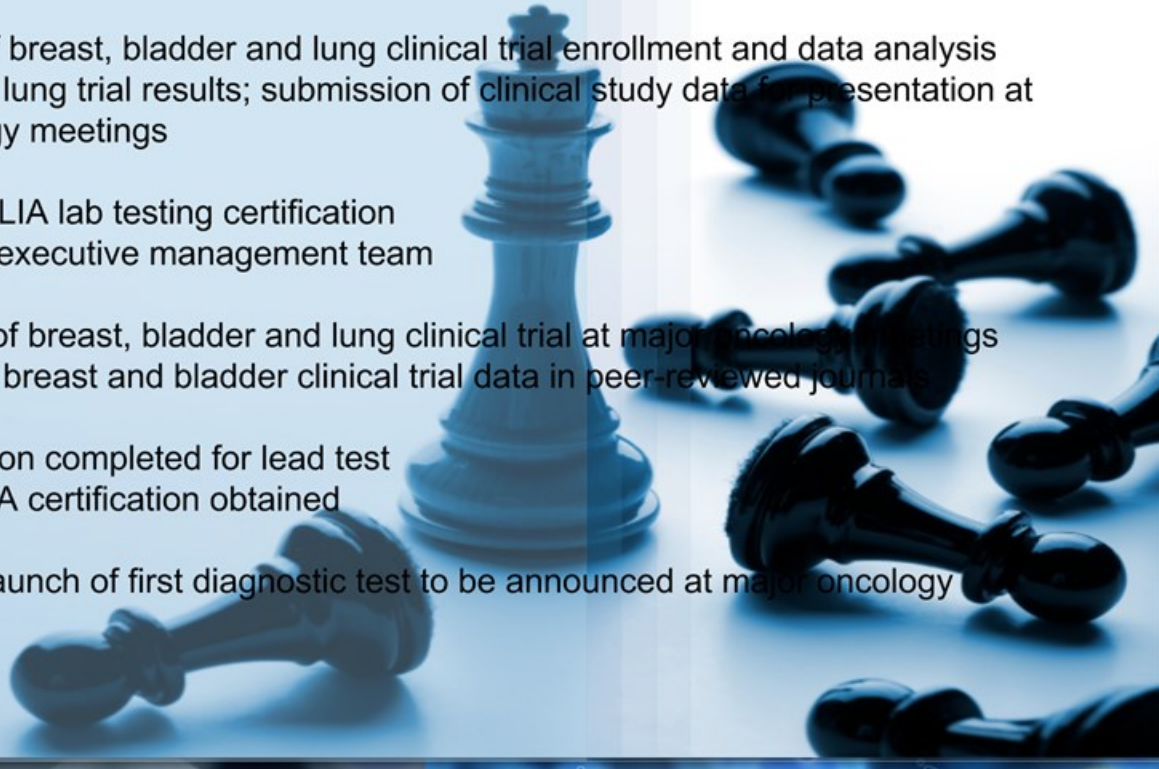 breast, bladder and lung clinical trial enrollment and data analysis
lung trial results; submission of clinical study data for presentation at
gy meetings
LIA lab testing certification
executive management team
of breast, bladder and lung clinical trial at major oncology meetings
breast and bladder clinical trial data in peer-reviewed journals
on completed for lead test
A certification obtained
aunch of first diagnostic test to be announced at major oncology